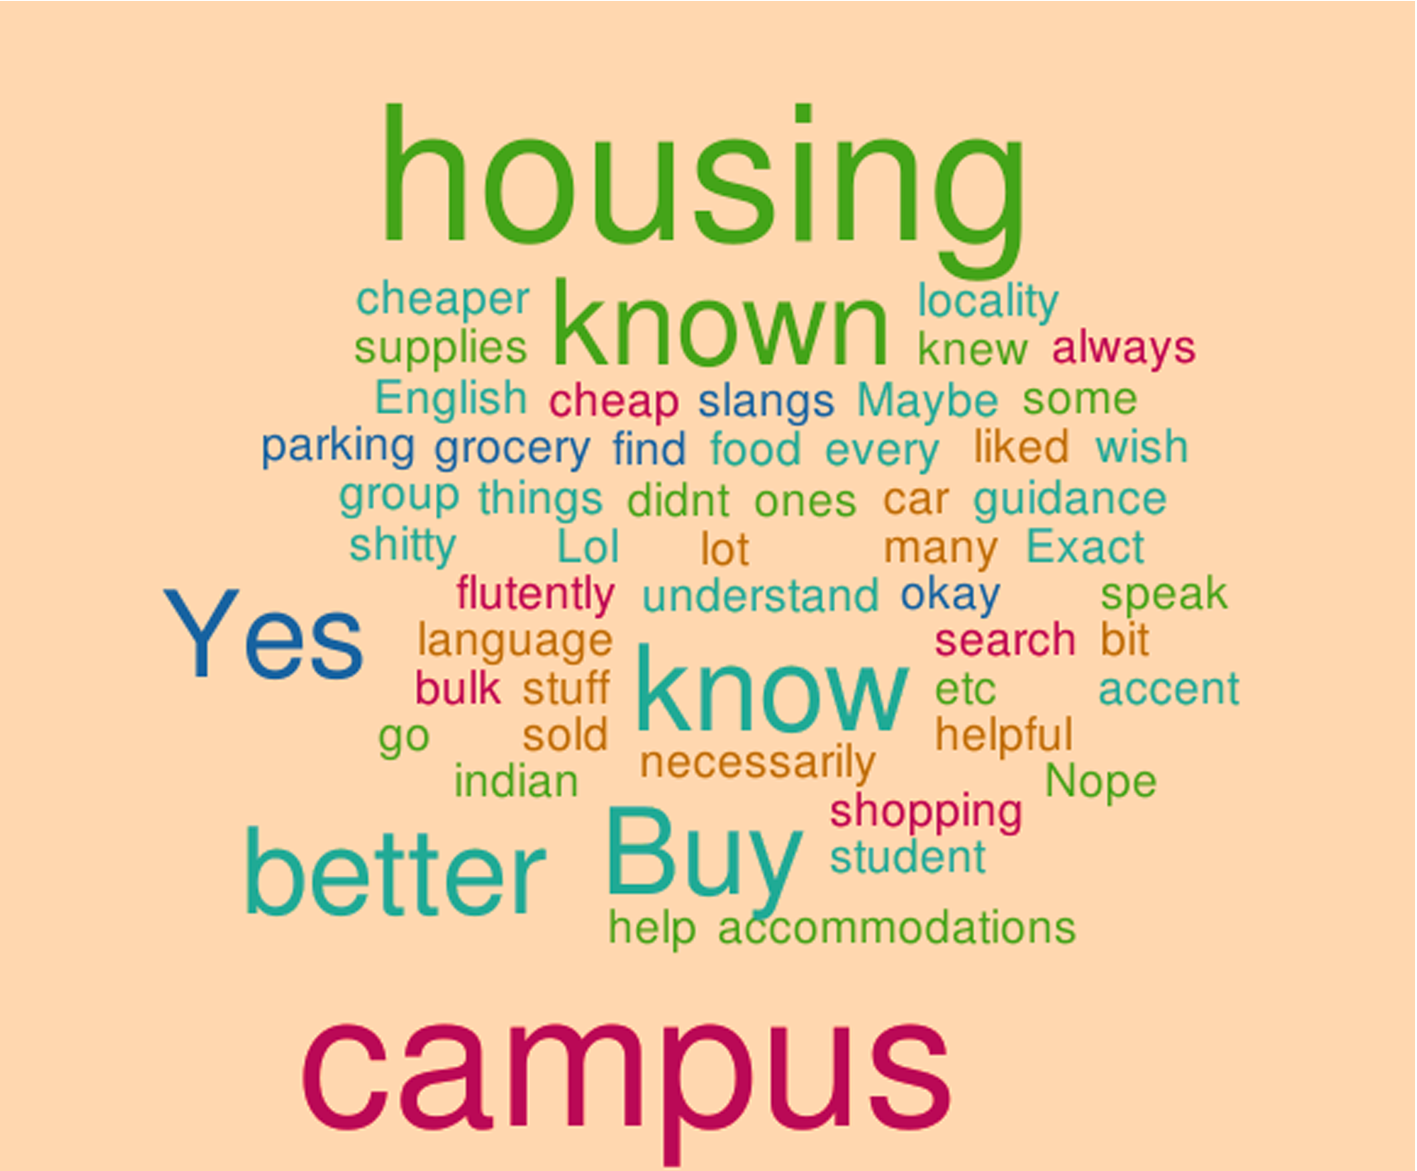 housing
cheaper known locality
supplies knew always
English cheap slangs Maybe some
parking grocery find food every liked wish
group things didnt ones car guidance
shitty Lol lot many Exact
Yes flutently understand okay speak
language know search bit
bulk stuff etc accent
go sold helpful
necessarily
indian Nope
better Buy shopping
student
help accommodations
campus